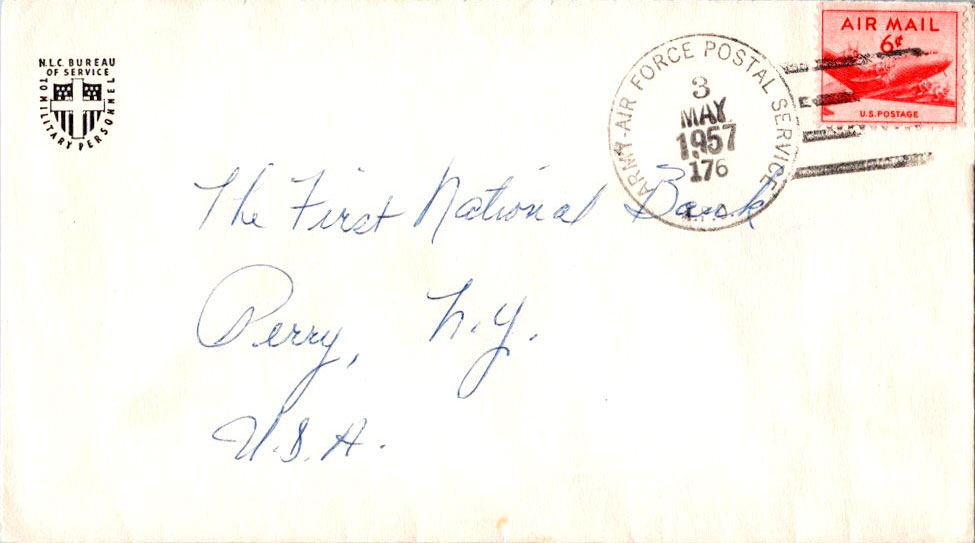 N.L.C. BUREAU
OF SERVICE
TO MILITARY PERSONNEL
ARMY-AIR FORCE POSTAL SERVICE
3
MAY
1957
176
AIR MAIL
6¢
U.S. POSTAGE
The First National Bank
Perry, N.Y.
U.S.A.